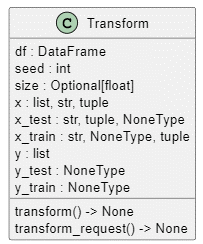 C Transform
df : DataFrame
seed : int
size : Optional[float]
x : list, str, tuple
x_test : str, tuple, NoneType
x_train : str, NoneType, tuple
y : list
y_test : NoneType
y_train : NoneType
transform() -> None
transform_request() -> None